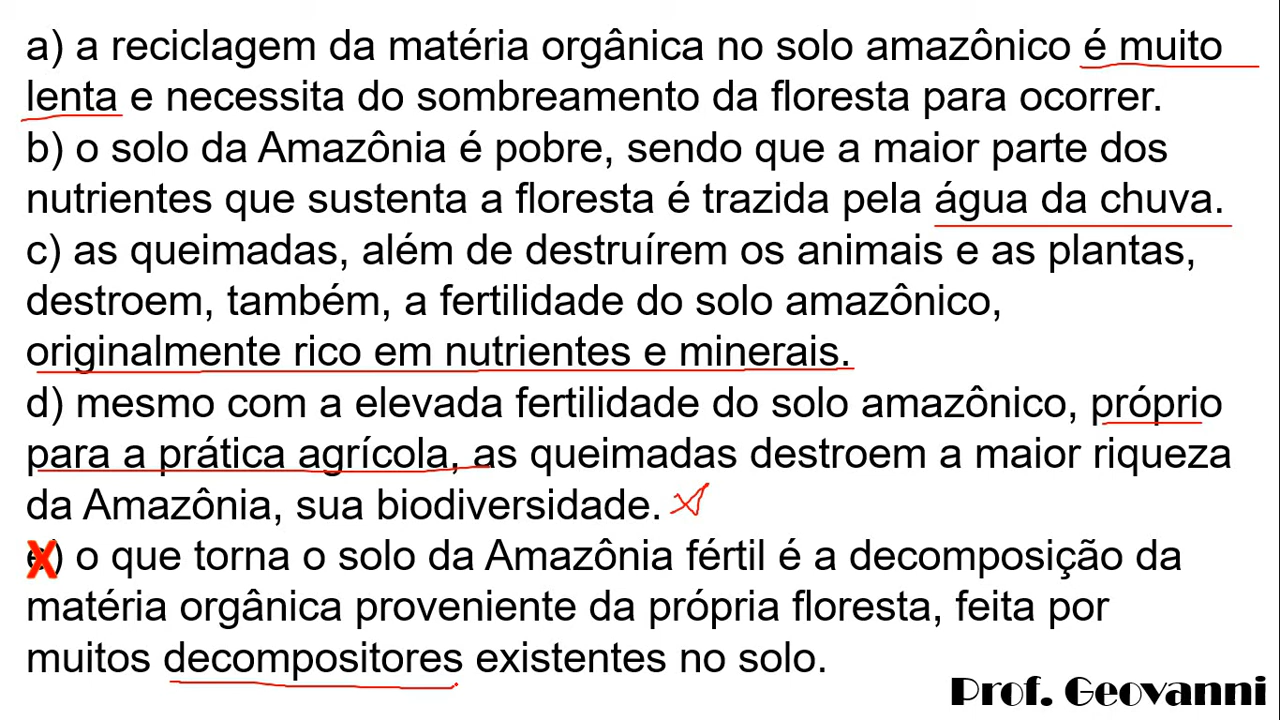 a) a reciclagem da matéria orgânica no solo amazônico é muito
lenta e necessita do sombreamento da floresta para ocorrer.
b) o solo da Amazônia é pobre, sendo que a maior parte dos
nutrientes que sustenta a floresta é trazida pela água da chuva.
c) as queimadas, além de destruírem os animais e as plantas,
destroem, também, a fertilidade do solo amazônico,
originalmente rico em nutrientes e minerais.
d) mesmo com a elevada fertilidade do solo amazônico, próprio
para a prática agrícola, as queimadas destroem a maior riqueza
da Amazônia, sua biodiversidade.
e) o que torna o solo da Amazônia fértil é a decomposição da
matéria orgânica proveniente da própria floresta, feita por
muitos decompositores existentes no solo.
Prof. Geovanni